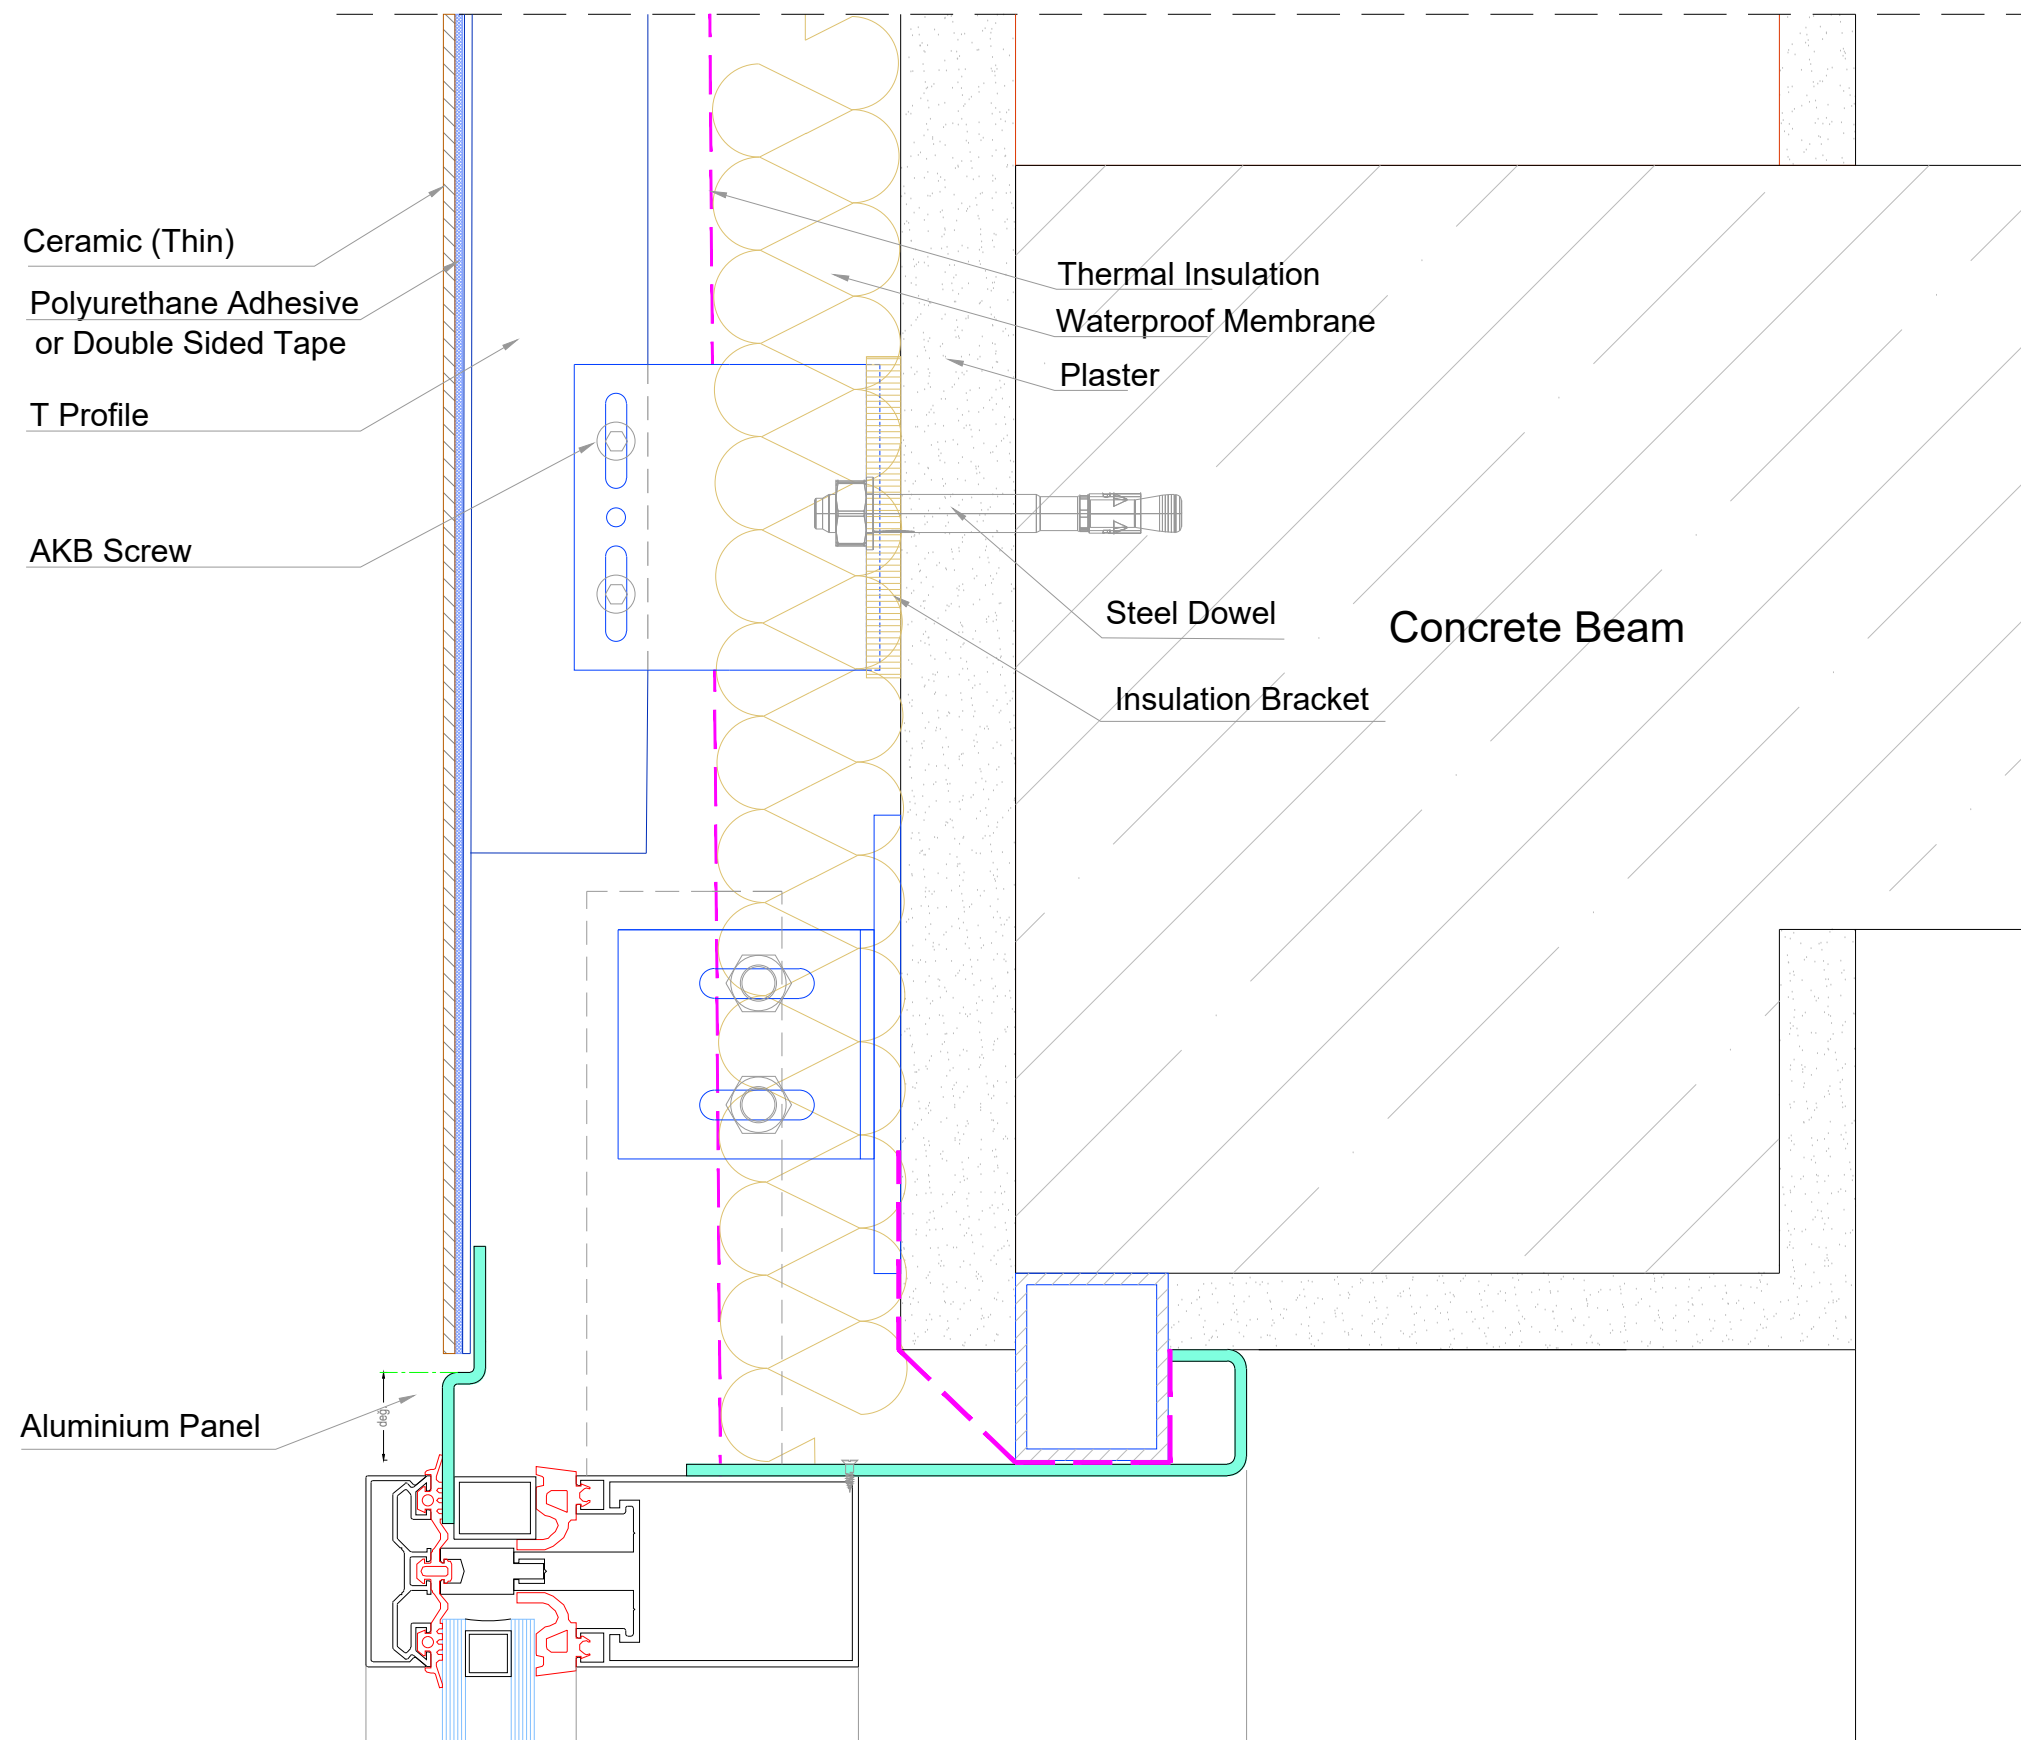 Ceramic (Thin)
Polyurethane Adhesive
or Double Sided Tape
T Profile
AKB Screw
Thermal Insulation
Waterproof Membrane
Plaster
Steel Dowel
Concrete Beam
Insulation Bracket
Aluminium Panel
değ